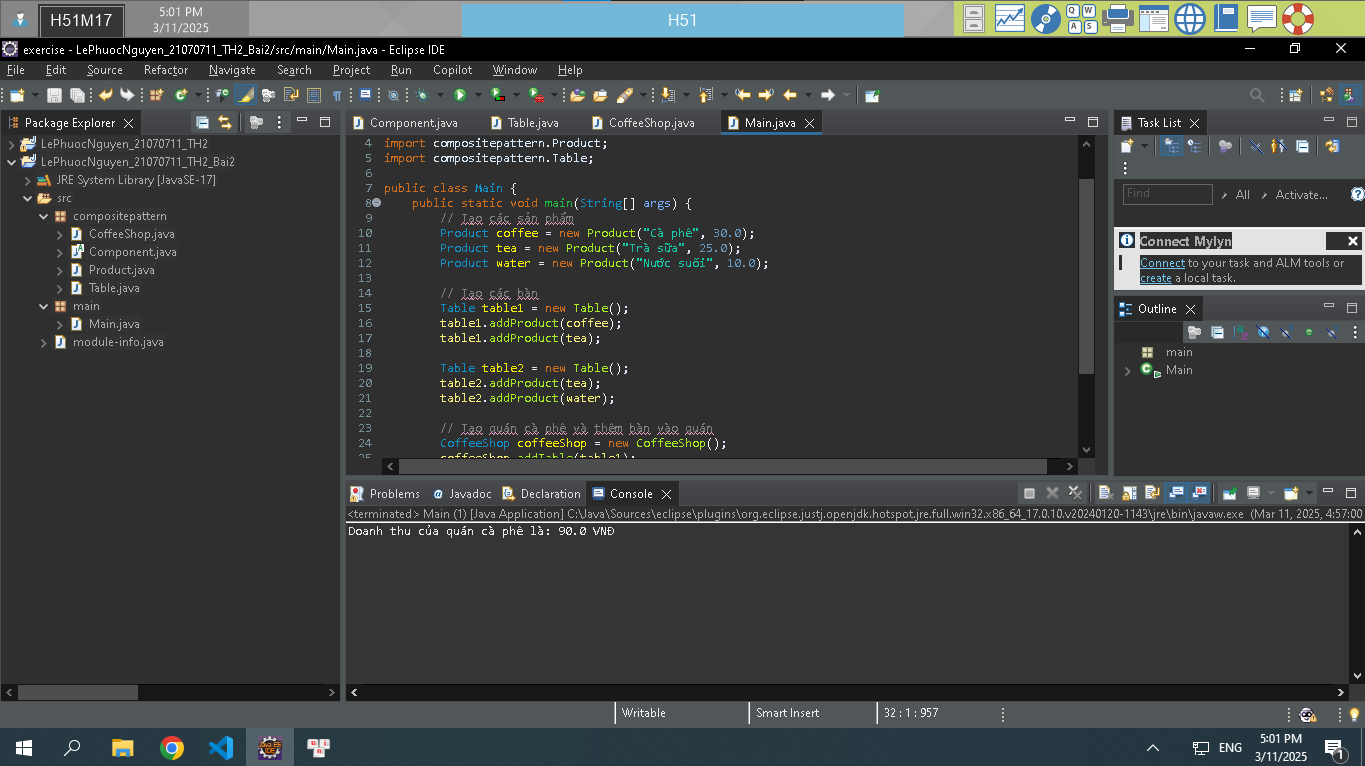 H51M17
5:01 PM
3/11/2025
H51
Q W
A S
exercise - LePhuocNguyen_21070711_TH2_Bai2/src/main/Main.java - Eclipse IDE
File Edit Source Refactor Navigate Search Project Run Copilot Window Help
Package Explorer
LePhuocNguyen_21070711_TH2
LePhuocNguyen_21070711_TH2_Bai2
JRE System Library [JavaSE-17]
src
compositepattern
CoffeeShop.java
Component.java
Product.java
Table.java
main
Main.java
module-info.java
Component.java Table.java CoffeeShop.java Main.java
4 import compositepattern.Product;
5 import compositepattern.Table;
6
7 public class Main {
8 public static void main(String[] args) {
9 // Tạo các sản phẩm
10 Product coffee = new Product("Cà phê", 30.0);
11 Product tea = new Product("Trà sữa", 25.0);
12 Product water = new Product("Nước suối", 10.0);
13
14 // Tạo các bàn
15 Table table1 = new Table();
16 table1.addProduct(coffee);
17 table1.addProduct(tea);
18
19 Table table2 = new Table();
20 table2.addProduct(tea);
21 table2.addProduct(water);
22
23 // Tạo quán cà phê và thêm bàn vào quán
24 CoffeeShop coffeeShop = new CoffeeShop();
25 coffeeShop.addTable(table1);
Task List
Find All Activate...
Connect Mylyn
Connect to your task and ALM tools or
create a local task.
Outline
main
Main
Problems Javadoc Declaration Console
<terminated> Main (1) [Java Application] C:\Java\Sources\eclipse\plugins\org.eclipse.justj.openjdk.hotspot.jre.full.win32.x86_64_17.0.10.v20240120-1143\jre\bin\javaw.exe (Mar 11, 2025, 4:57:00
Doanh thu của quán cà phê là: 90.0 VNĐ
Writable Smart Insert 32 : 1 : 957
ENG
5:01 PM
3/11/2025
1